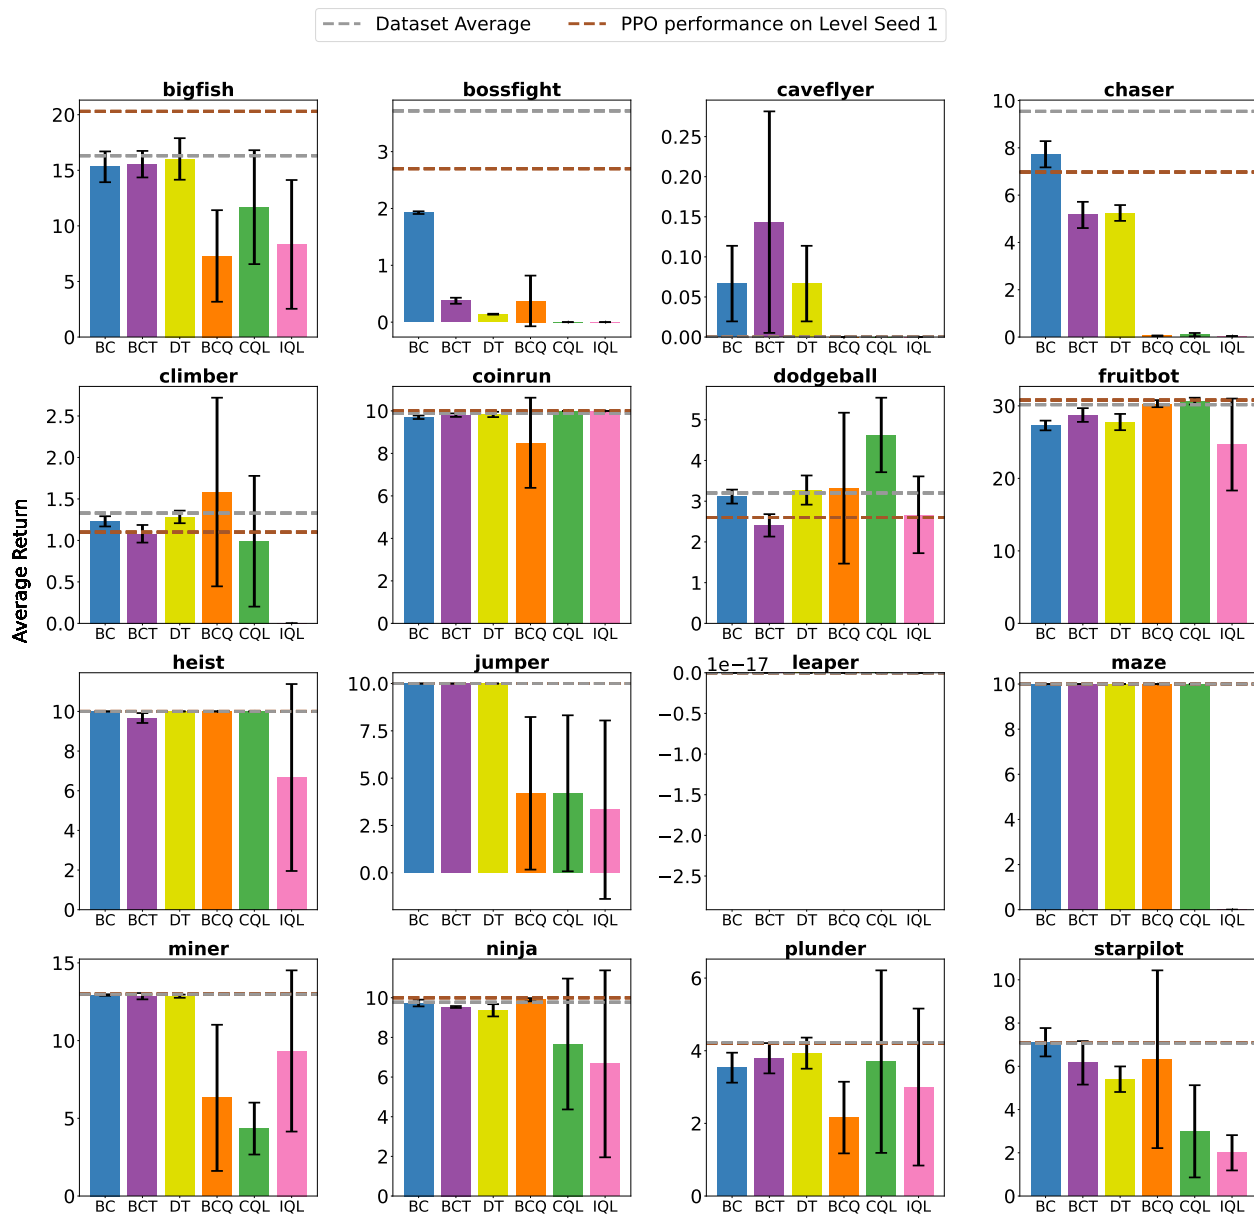 Dataset Average
PPO performance on Level Seed 1
Average Return
bigfish
20
15
10
5
0
BC BCT DT BCQ CQL IQL
bossfight
3
2
1
0
BC BCT DT BCQ CQL IQL
caveflyer
0.25
0.20
0.15
0.10
0.05
0.00
BC BCT DT BCQ CQL IQL
chaser
10
8
6
4
2
0
BC BCT DT BCQ CQL IQL
climber
2.5
2.0
1.5
1.0
0.5
0.0
BC BCT DT BCQ CQL IQL
coinrun
10
8
6
4
2
0
BC BCT DT BCQ CQL IQL
dodgeball
5
4
3
2
1
0
BC BCT DT BCQ CQL IQL
fruitbot
30
20
10
0
BC BCT DT BCQ CQL IQL
heist
10
8
6
4
2
0
BC BCT DT BCQ CQL IQL
jumper
10.0
7.5
5.0
2.5
0.0
BC BCT DT BCQ CQL IQL
leaper
1e−17
0.0
−0.5
−1.0
−1.5
−2.0
−2.5
BC BCT DT BCQ CQL IQL
maze
10
8
6
4
2
0
BC BCT DT BCQ CQL IQL
miner
15
10
5
0
BC BCT DT BCQ CQL IQL
ninja
10
8
6
4
2
0
BC BCT DT BCQ CQL IQL
plunder
6
4
2
0
BC BCT DT BCQ CQL IQL
starpilot
10
8
6
4
2
0
BC BCT DT BCQ CQL IQL